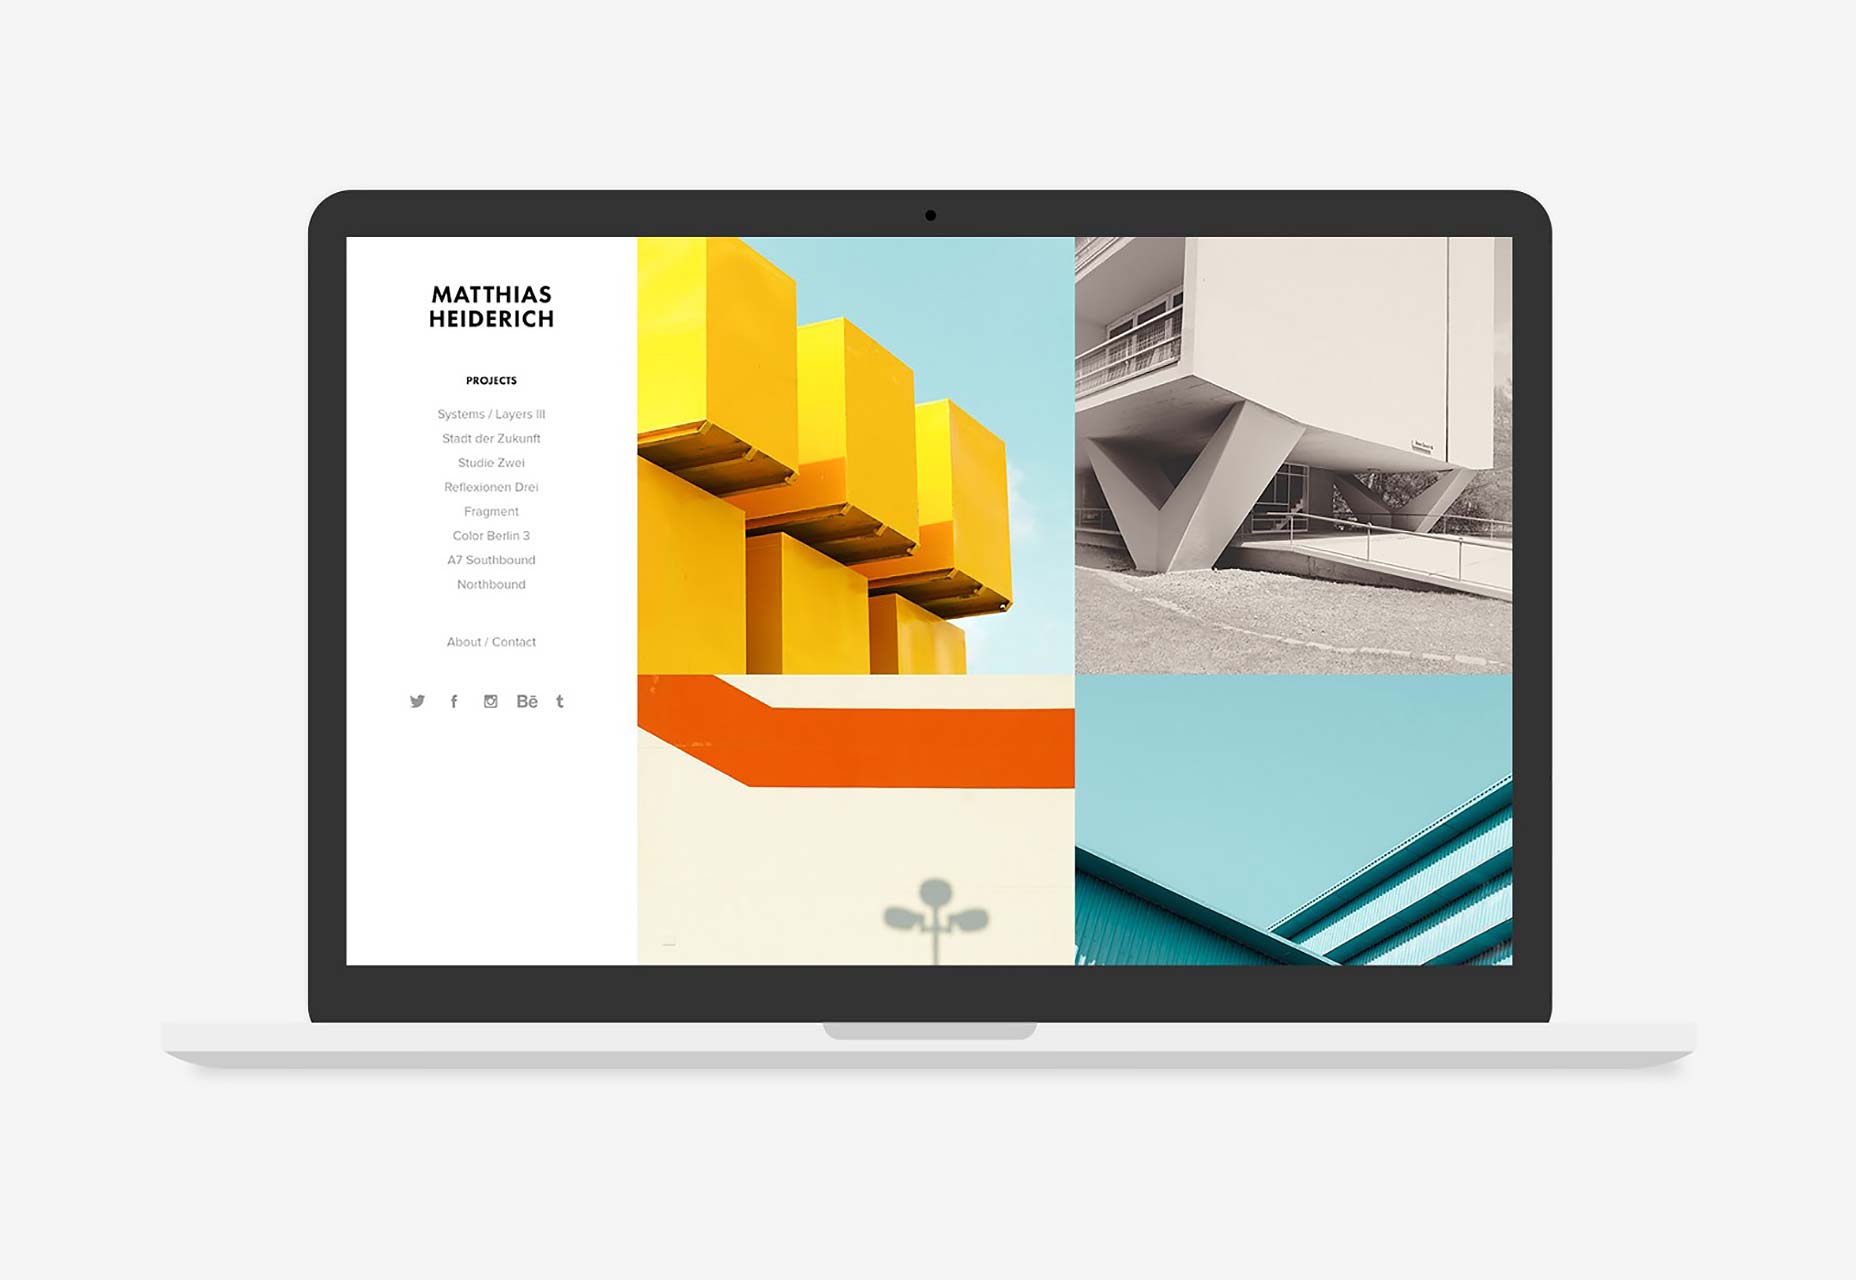 MATTHIAS
HEIDERICH
PROJECTS
Systems / Layers III
Stadt der Zukunft
Studie Zwei
Reflexionen Drei
Fragment
Color Berlin 3
A7 Southbound
Northbound
About / Contact
f Bē t